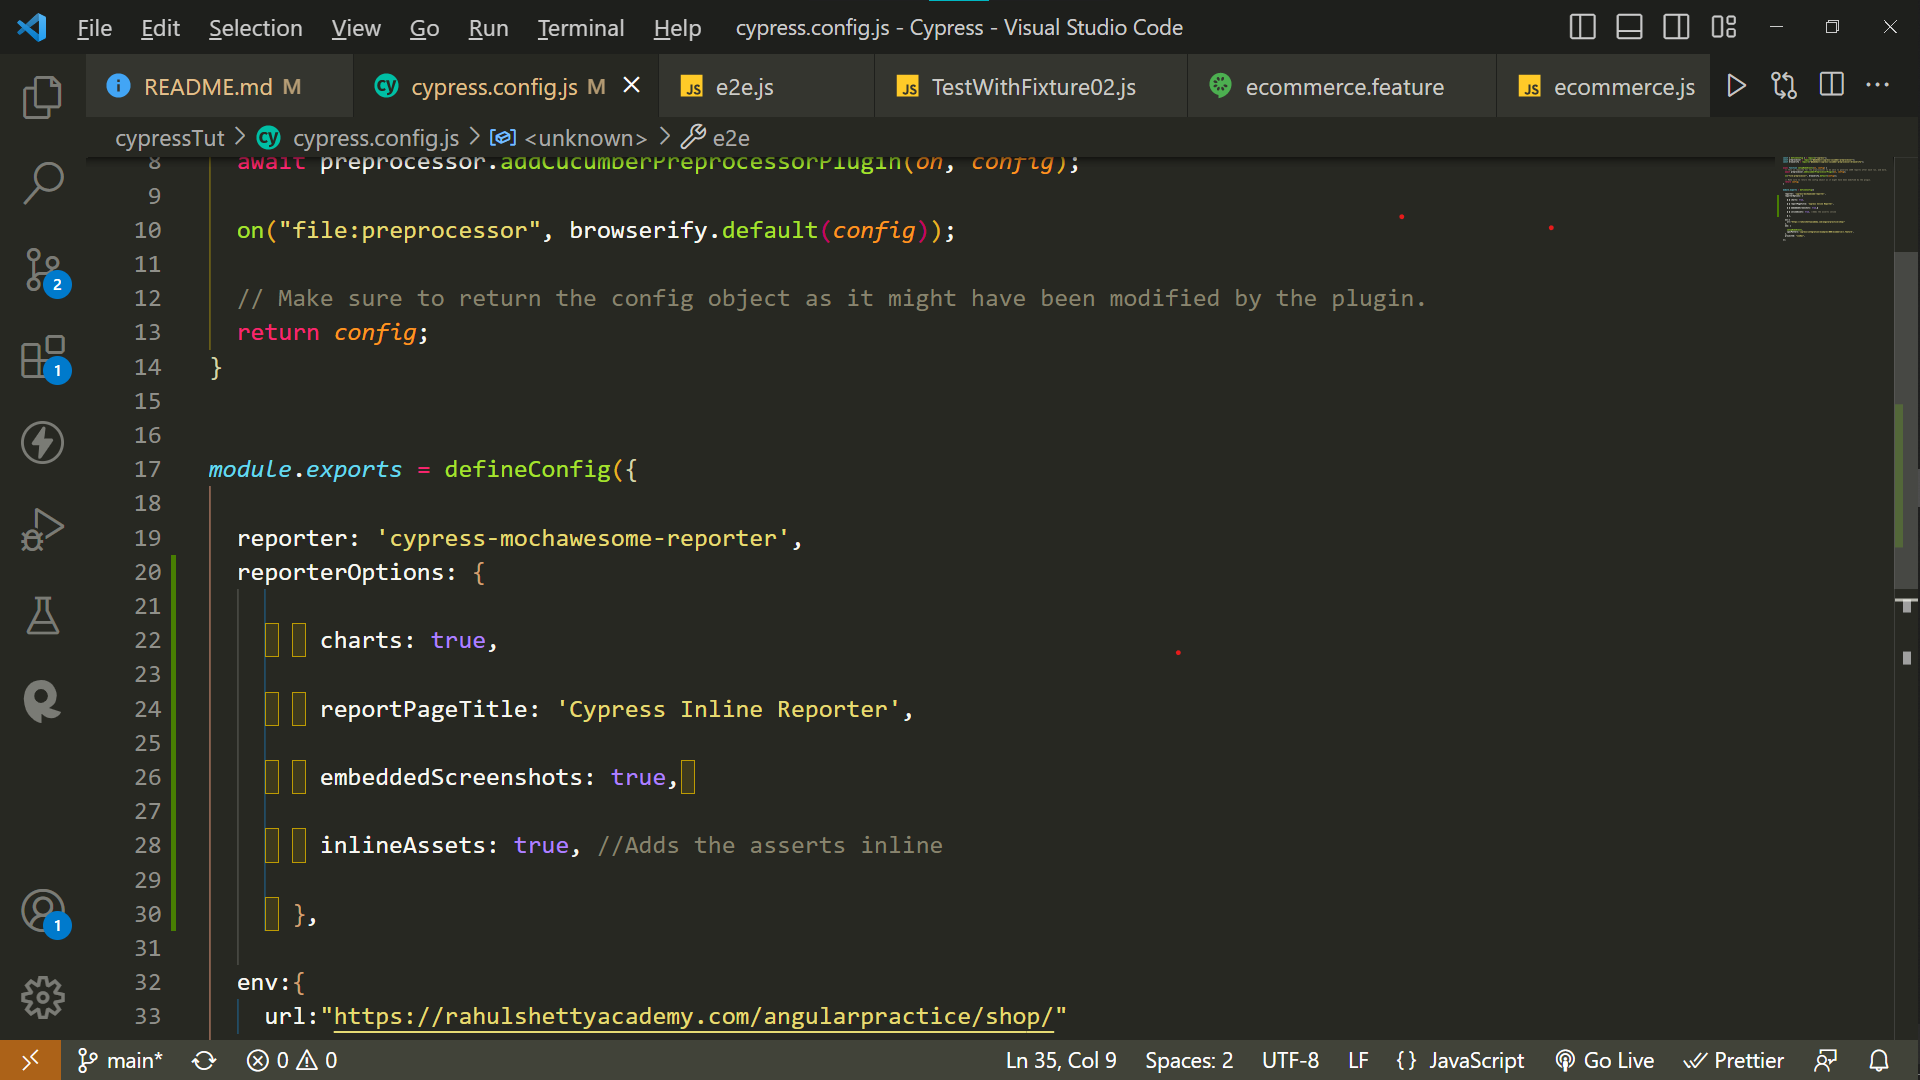 File Edit Selection View Go Run Terminal Help cypress.config.js - Cypress - Visual Studio Code
README.md M cypress.config.js M e2e.js TestWithFixture02.js ecommerce.feature ecommerce.js
cypressTut > cypress.config.js > <unknown> > e2e
8 await preprocessor.addCucumberPreprocessorPlugin(on, config);
9
10 on("file:preprocessor", browserify.default(config));
11
12 // Make sure to return the config object as it might have been modified by the plugin.
13 return config;
14 }
15
16
17 module.exports = defineConfig({
18
19 reporter: 'cypress-mochawesome-reporter',
20 reporterOptions: {
21
22 charts: true,
23
24 reportPageTitle: 'Cypress Inline Reporter',
25
26 embeddedScreenshots: true,
27
28 inlineAssets: true, //Adds the asserts inline
29
30 },
31
32 env:{
33 url:"https://rahulshettyacademy.com/angularpractice/shop/"
2
1
1
main* 0 0 Ln 35, Col 9 Spaces: 2 UTF-8 LF {} JavaScript Go Live Prettier